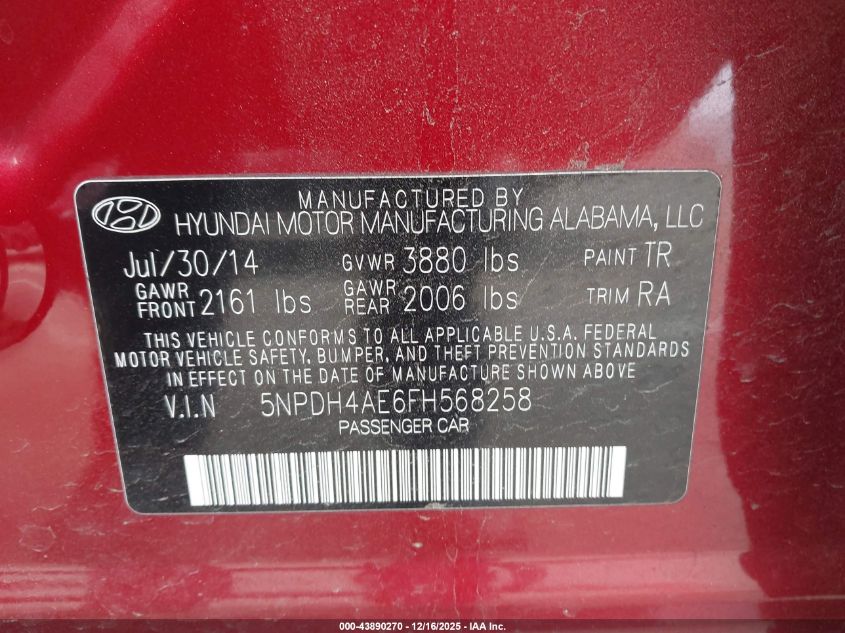 MANUFACTURED BY
HYUNDAI MOTOR MANUFACTURING ALABAMA, LLC
Jul/30/14 GVWR 3880 lbs PAINT TR
GAWR FRONT 2161 lbs GAWR REAR 2006 lbs TRIM RA
THIS VEHICLE CONFORMS TO ALL APPLICABLE U.S.A. FEDERAL
MOTOR VEHICLE SAFETY, BUMPER, AND THEFT PREVENTION STANDARDS
IN EFFECT ON THE DATE OF MANUFACTURE SHOWN ABOVE.
V.I.N 5NPDH4AE6FH568258
PASSENGER CAR
000-43890270 - 12/16/2025 - IAA Inc.